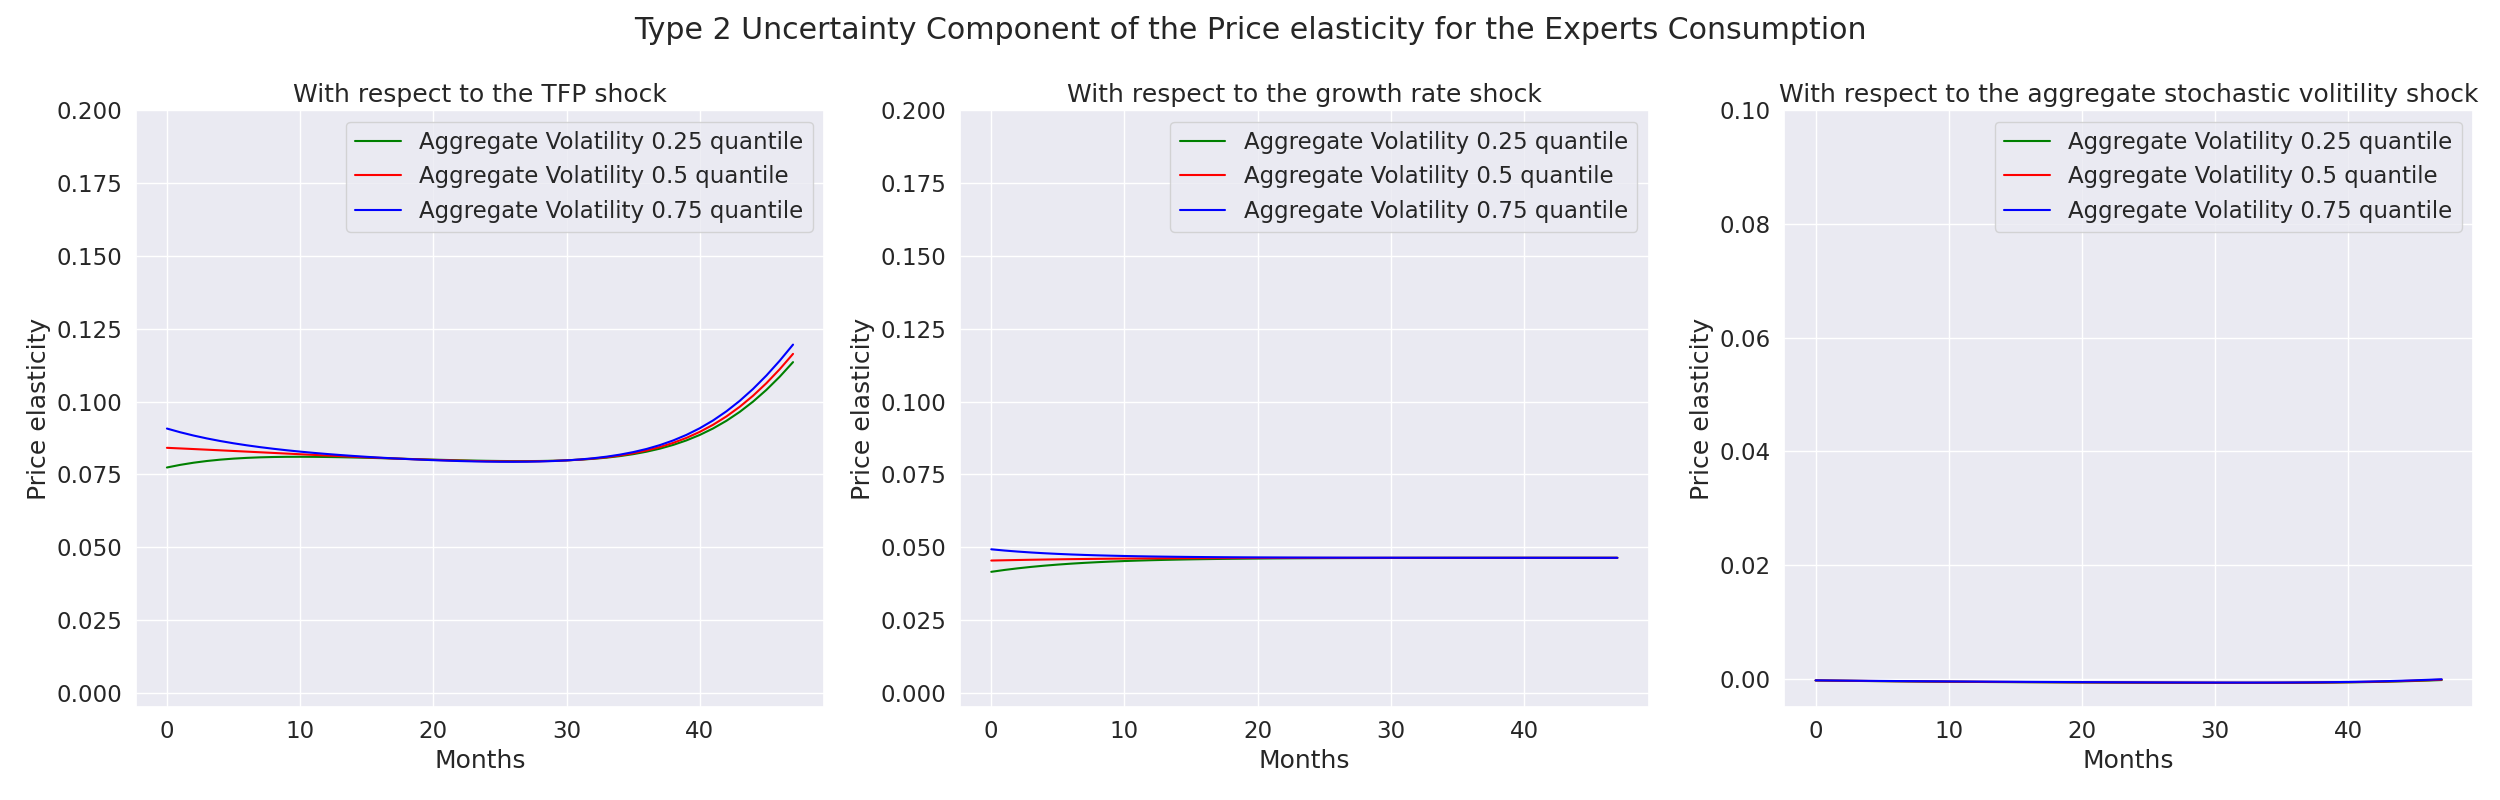 Type 2 Uncertainty Component of the Price elasticity for the Experts Consumption
With respect to the TFP shock
0.200
0.175
0.150
0.125
0.100
0.075
0.050
0.025
0.000
Price elasticity
Aggregate Volatility 0.25 quantile
Aggregate Volatility 0.5 quantile
Aggregate Volatility 0.75 quantile
0 10 20 30 40
Months
With respect to the growth rate shock
0.200
0.175
0.150
0.125
0.100
0.075
0.050
0.025
0.000
Price elasticity
Aggregate Volatility 0.25 quantile
Aggregate Volatility 0.5 quantile
Aggregate Volatility 0.75 quantile
0 10 20 30 40
Months
With respect to the aggregate stochastic volitility shock
0.10
0.08
0.06
0.04
0.02
0.00
Price elasticity
Aggregate Volatility 0.25 quantile
Aggregate Volatility 0.5 quantile
Aggregate Volatility 0.75 quantile
0 10 20 30 40
Months